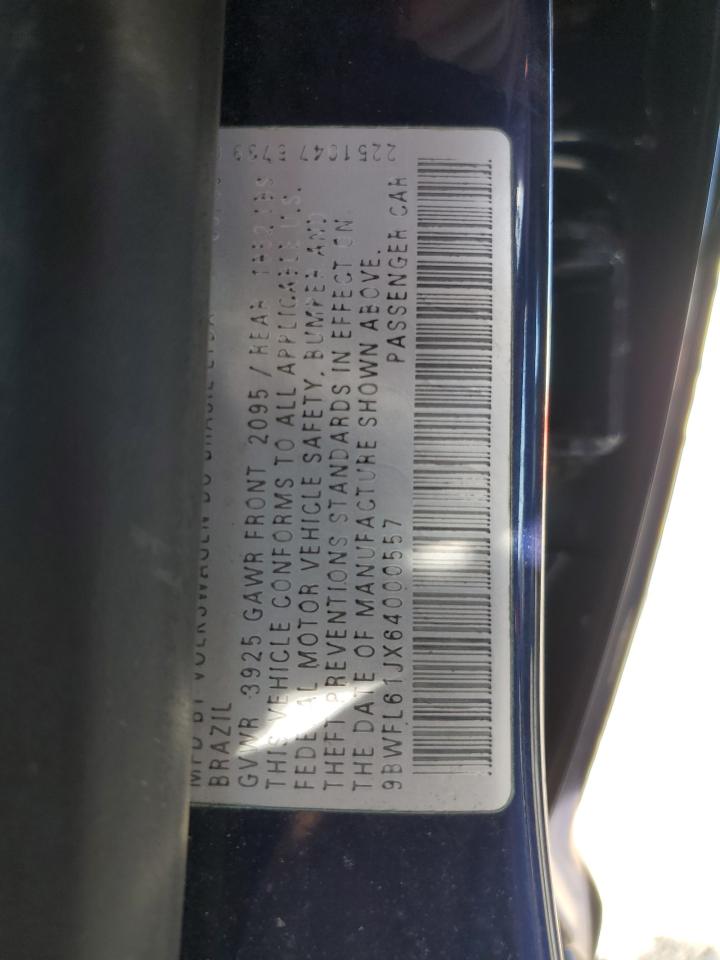 MFD BY VOLKSWAGEN DO BRASIL LTDA
BRAZIL
GVWR 3925 GAWR FRONT 2095 / REAR
THIS VEHICLE CONFORMS TO ALL APPLICABLE U.S.
FEDERAL MOTOR VEHICLE SAFETY, BUMPER AND
THEFT PREVENTIONS STANDARDS IN EFFECT ON
THE DATE OF MANUFACTURE SHOWN ABOVE.
9BWFL61JX64000557 PASSENGER CAR